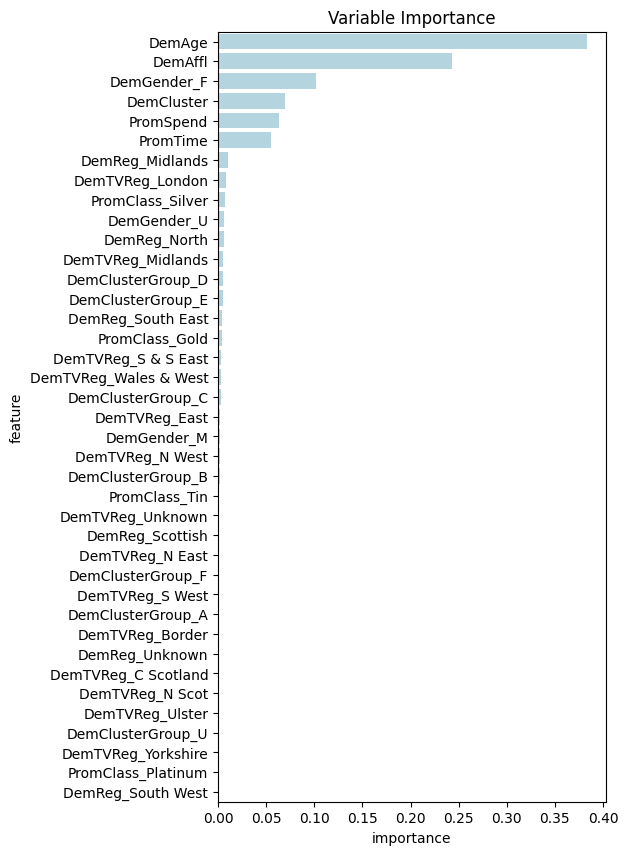 Variable Importance
feature
DemAge
DemAffl
DemGender_F
DemCluster
PromSpend
PromTime
DemReg_Midlands
DemTVReg_London
PromClass_Silver
DemGender_U
DemReg_North
DemTVReg_Midlands
DemClusterGroup_D
DemClusterGroup_E
DemReg_South East
PromClass_Gold
DemTVReg_S & S East
DemTVReg_Wales & West
DemClusterGroup_C
DemTVReg_East
DemGender_M
DemTVReg_N West
DemClusterGroup_B
PromClass_Tin
DemTVReg_Unknown
DemReg_Scottish
DemTVReg_N East
DemClusterGroup_F
DemTVReg_S West
DemClusterGroup_A
DemTVReg_Border
DemReg_Unknown
DemTVReg_C Scotland
DemTVReg_N Scot
DemTVReg_Ulster
DemClusterGroup_U
DemTVReg_Yorkshire
PromClass_Platinum
DemReg_South West
0.00 0.05 0.10 0.15 0.20 0.25 0.30 0.35 0.40
importance